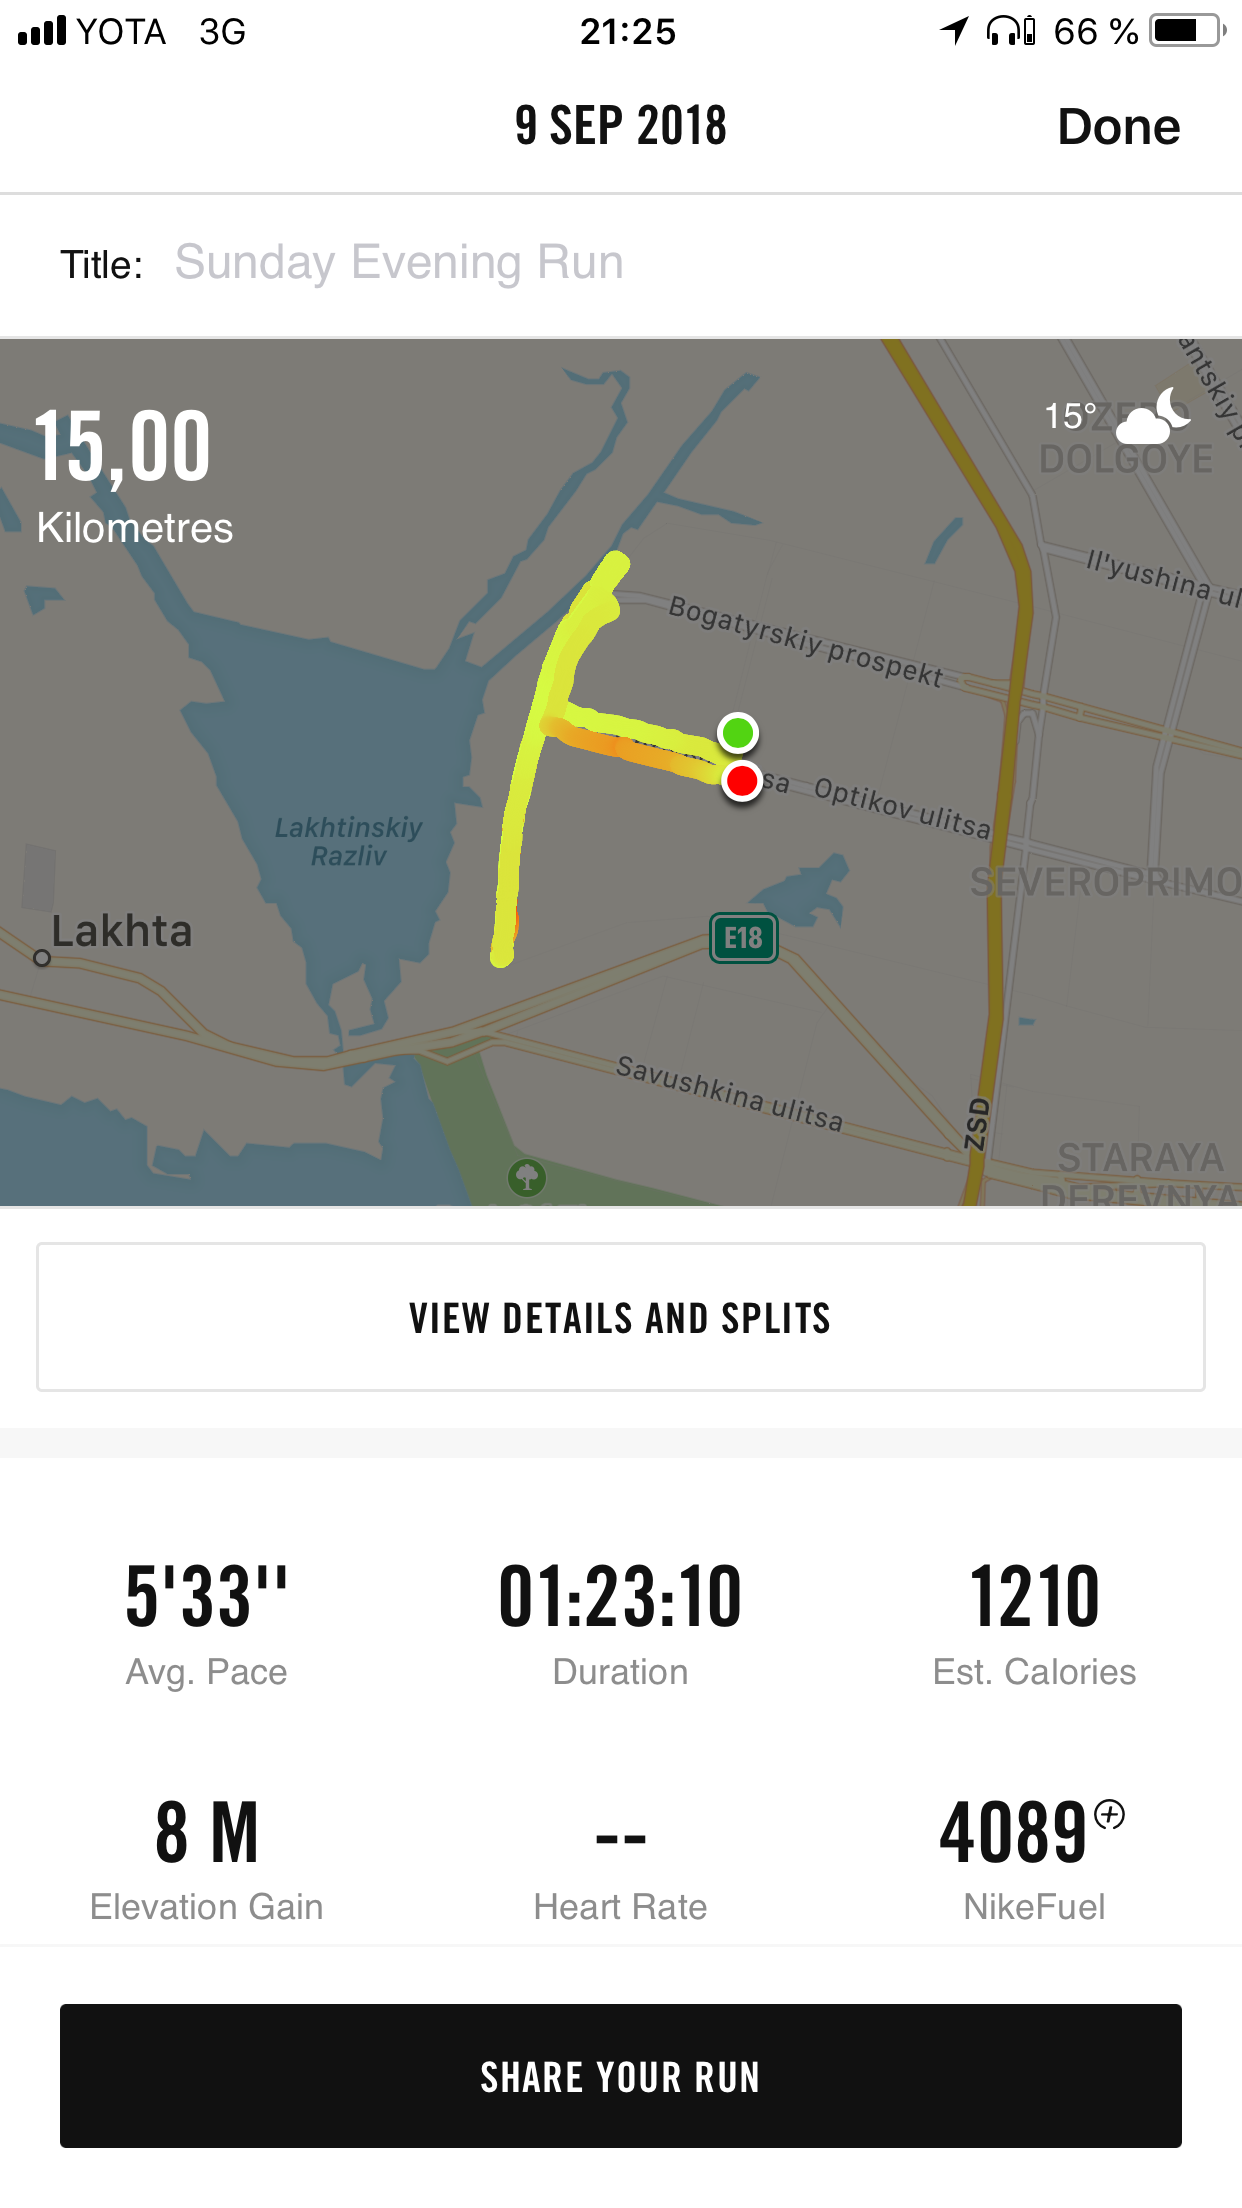 YOTA 3G 21:25 66 %
9 SEP 2018 Done
Title: Sunday Evening Run
15,00
Kilometres
15°
OZERO
DOLGOYE
Il'yushina ul
Bogatyrskiy prospekt
sa Optikov ulitsa
Lakhtinskiy
Razliv
SEVEROPRIMO
Lakhta
E18
Savushkina ulitsa
ZSD
STARAYA
DEREVNYA
VIEW DETAILS AND SPLITS
5'33'' 01:23:10 1210
Avg. Pace Duration Est. Calories
8 M -- 4089
Elevation Gain Heart Rate NikeFuel
SHARE YOUR RUN